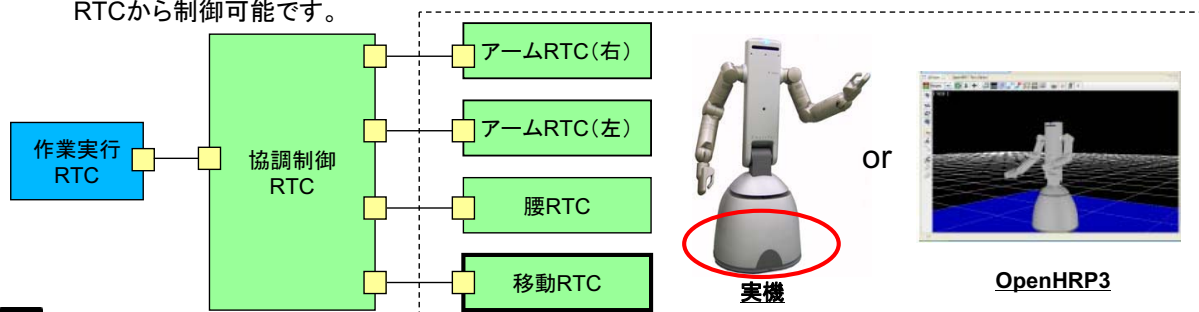 RTCから制御可能です。
アームRTC（右）
アームRTC（左）
作業実行
RTC
協調制御
RTC
腰RTC
移動RTC
or
実機
OpenHRP3